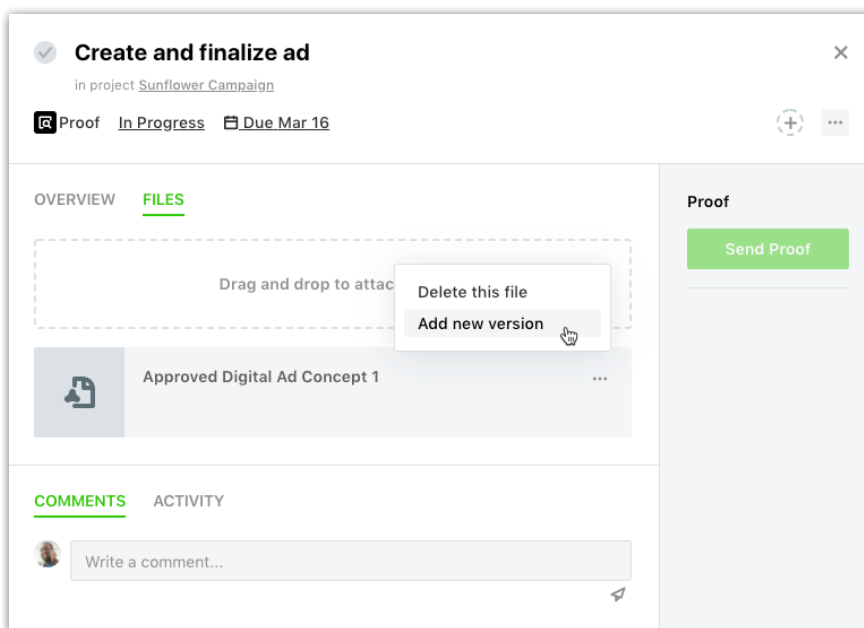 Create and finalize ad
in project Sunflower Campaign
Proof In Progress Due Mar 16
OVERVIEW FILES
Proof
Send Proof
Drag and drop to attac
Delete this file
Add new version
Approved Digital Ad Concept 1
COMMENTS ACTIVITY
Write a comment...